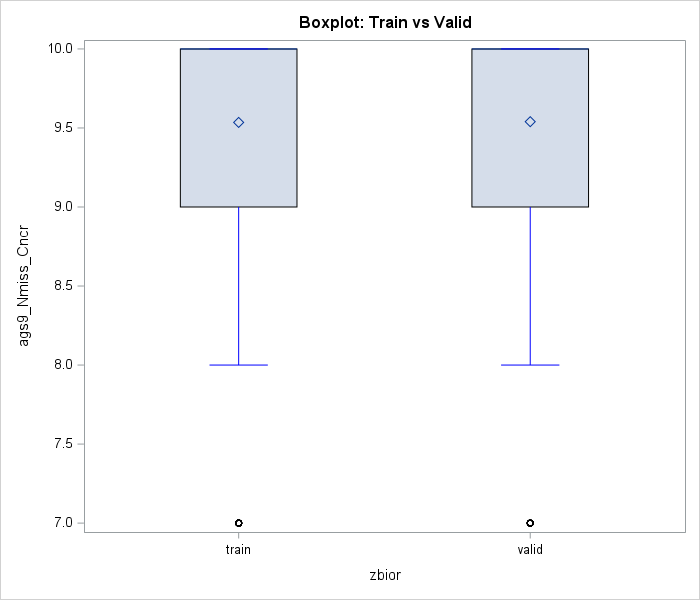 Boxplot: Train vs Valid
10.0
9.5
9.0
8.5
8.0
7.5
7.0
ags9_Nmiss_Cncr
train valid
zbior